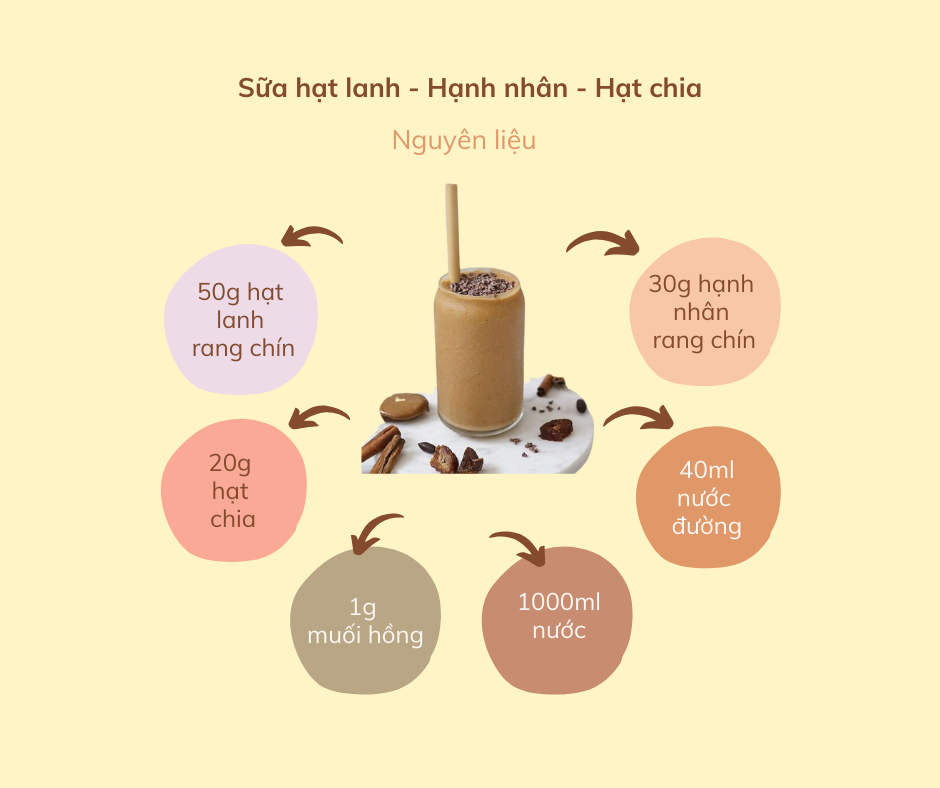 Sữa hạt lanh - Hạnh nhân - Hạt chia
Nguyên liệu
50g hạt
lanh
rang chín
30g hạnh
nhân
rang chín
20g
hạt
chia
40ml
nước
đường
1g
muối hồng
1000ml
nước